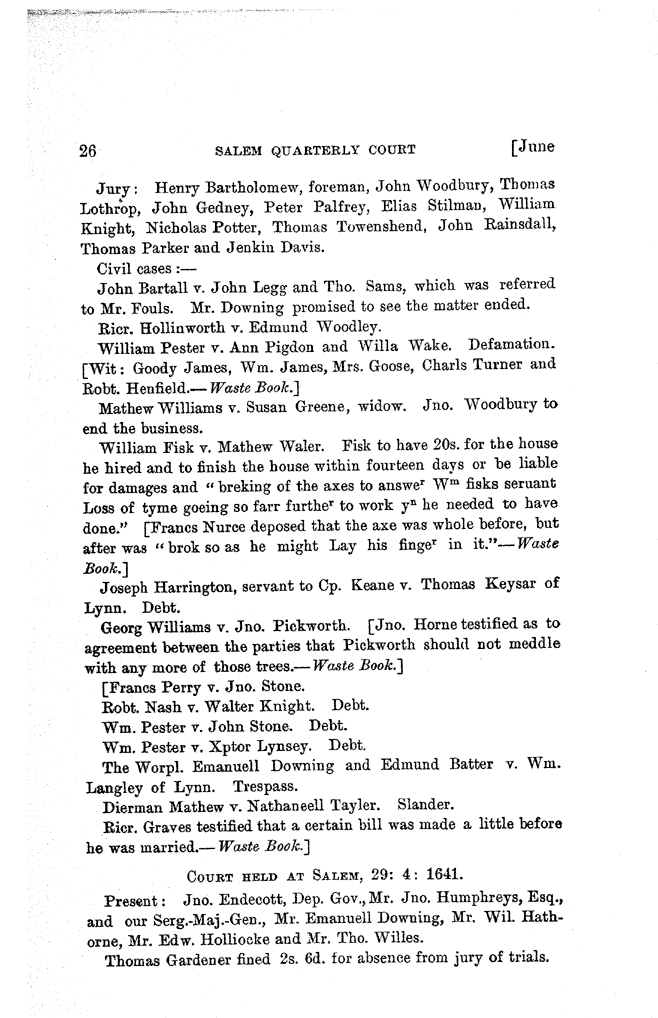 26 SALEM QUARTERLY COURT [June
Jury: Henry Bartholomew, foreman, John Woodbury, Thomas
Lothrop, John Gedney, Peter Palfrey, Elias Stilman, William
Knight, Nicholas Potter, Thomas Towenshend, John Rainsdall,
Thomas Parker and Jenkin Davis.
Civil cases :—
John Bartall v. John Legg and Tho. Sams, which was referred
to Mr. Fouls. Mr. Downing promised to see the matter ended.
Ricr. Hollinworth v. Edmund Woodley.
William Pester v. Ann Pigdon and Willa Wake. Defamation.
[Wit: Goody James, Wm. James, Mrs. Goose, Charls Turner and
Robt. Henfield.—Waste Book.]
Mathew Williams v. Susan Greene, widow. Jno. Woodbury to
end the business.
William Fisk v. Mathew Waler. Fisk to have 20s. for the house
he hired and to finish the house within fourteen days or be liable
for damages and "breking of the axes to answeʳ Wᵐ fisks seruant
Loss of tyme goeing so farr furtheʳ to work yⁿ he needed to have
done." [Francs Nurce deposed that the axe was whole before, but
after was "brok so as he might Lay his fingeʳ in it."—Waste
Book.]
Joseph Harrington, servant to Cp. Keane v. Thomas Keysar of
Lynn. Debt.
Georg Williams v. Jno. Pickworth. [Jno. Horne testified as to
agreement between the parties that Pickworth should not meddle
with any more of those trees.—Waste Book.]
[Francs Perry v. Jno. Stone.
Robt. Nash v. Walter Knight. Debt.
Wm. Pester v. John Stone. Debt.
Wm. Pester v. Xptor Lynsey. Debt.
The Worpl. Emanuell Downing and Edmund Batter v. Wm.
Langley of Lynn. Trespass.
Dierman Mathew v. Nathaneell Tayler. Slander.
Ricr. Graves testified that a certain bill was made a little before
he was married.—Waste Book.]
COURT HELD AT SALEM, 29: 4: 1641.
Present: Jno. Endecott, Dep. Gov., Mr. Jno. Humphreys, Esq.,
and our Serg.-Maj.-Gen., Mr. Emanuell Downing, Mr. Wil. Hath-
orne, Mr. Edw. Holliocke and Mr. Tho. Willes.
Thomas Gardener fined 2s. 6d. for absence from jury of trials.